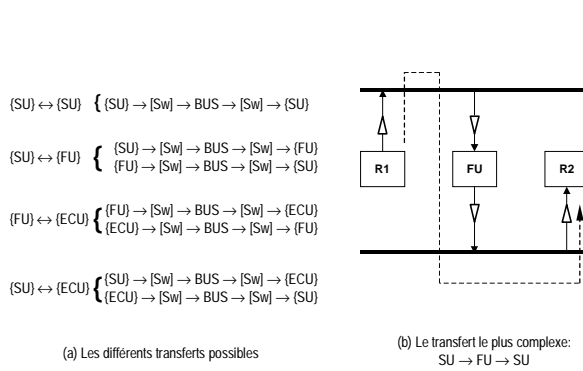 {SU} ↔ {SU} { {SU} → [Sw] → BUS → [Sw] → {SU}
{SU} ↔ {FU} { {SU} → [Sw] → BUS → [Sw] → {FU}
{FU} → [Sw] → BUS → [Sw] → {SU}
{FU} ↔ {ECU} { {FU} → [Sw] → BUS → [Sw] → {ECU}
{ECU} → [Sw] → BUS → [Sw] → {FU}
{SU} ↔ {ECU} { {SU} → [Sw] → BUS → [Sw] → {ECU}
{ECU} → [Sw] → BUS → [Sw] → {SU}
(a) Les différents transferts possibles
R1
FU
R2
(b) Le transfert le plus complexe:
SU → FU → SU